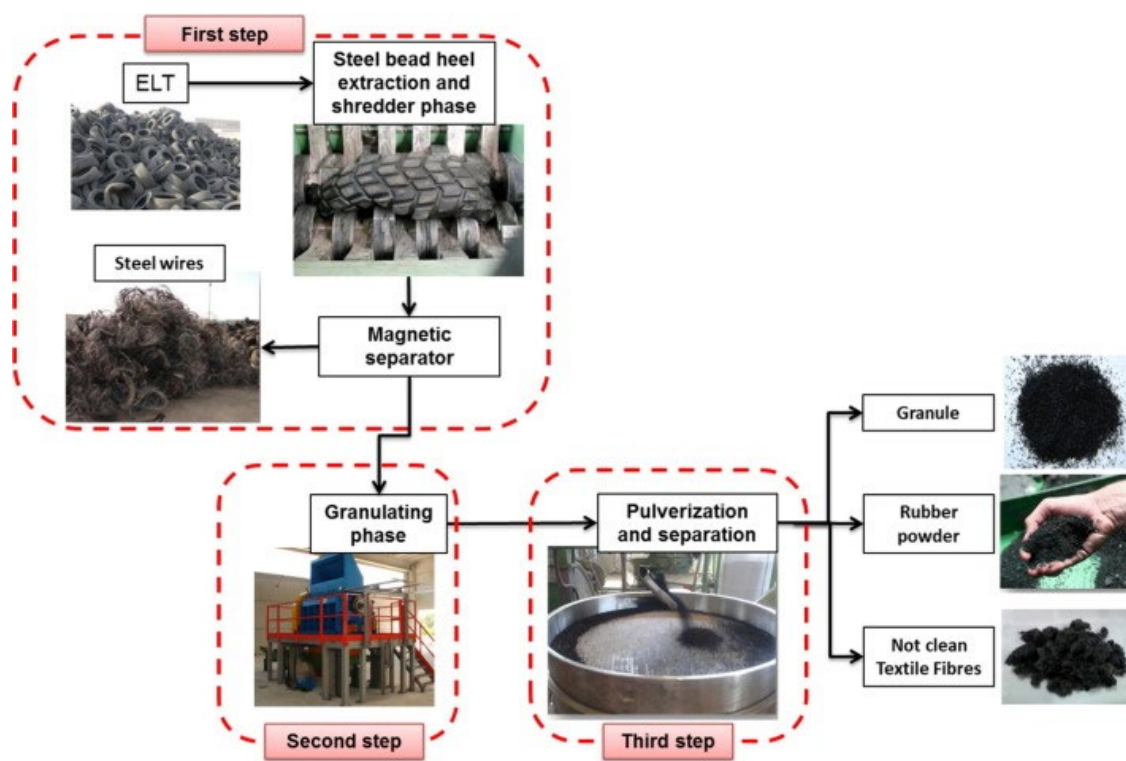 First step
ELT
Steel bead heel
extraction and
shredder phase
Steel wires
Magnetic
separator
Granulating
phase
Second step
Pulverization
and separation
Third step
Granule
Rubber
powder
Not clean
Textile Fibres